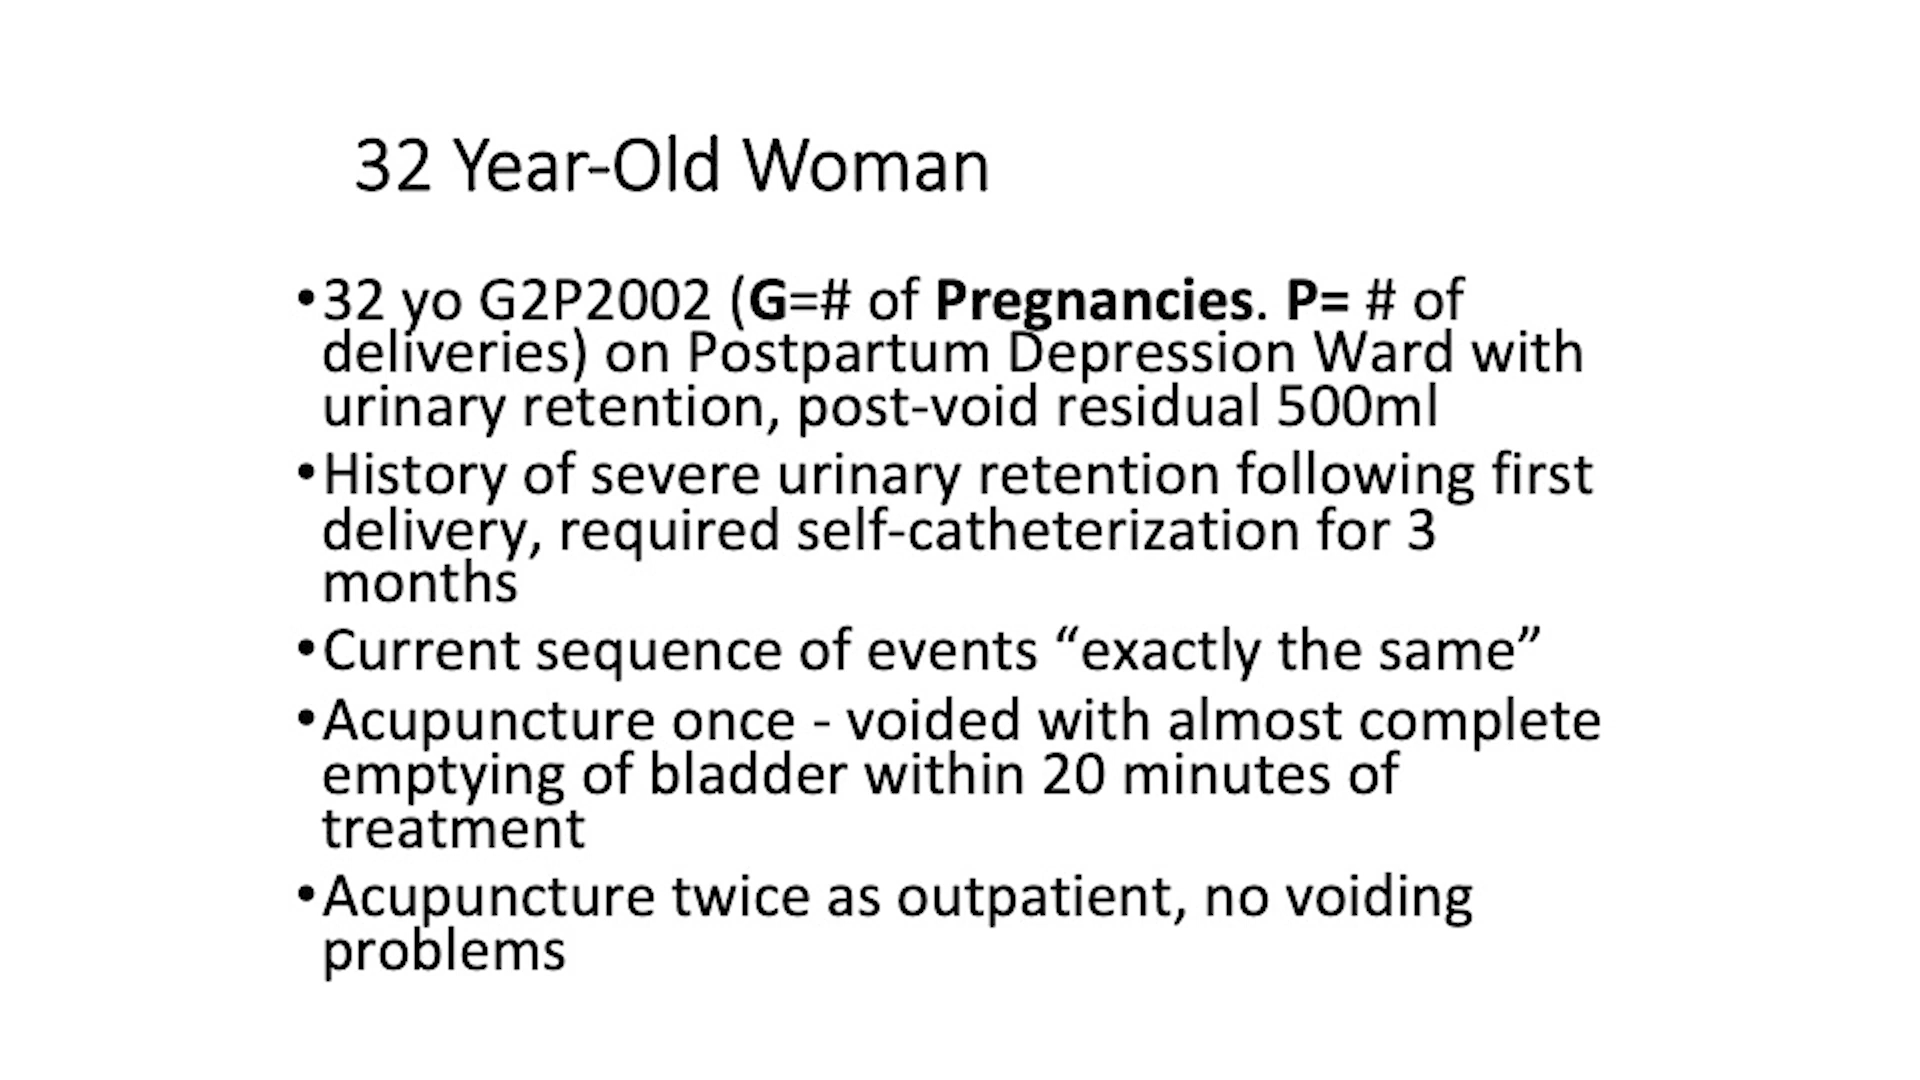 32 Year-Old Woman
•32 yo G2P2002 (G=# of Pregnancies. P= # of
deliveries) on Postpartum Depression Ward with
urinary retention, post-void residual 500ml
•History of severe urinary retention following first
delivery, required self-catheterization for 3
months
•Current sequence of events “exactly the same”
•Acupuncture once - voided with almost complete
emptying of bladder within 20 minutes of
treatment
•Acupuncture twice as outpatient, no voiding
problems